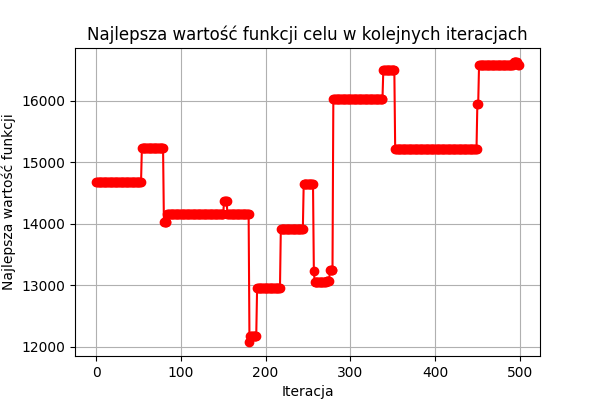 Najlepsza wartość funkcji celu w kolejnych iteracjach
Najlepsza wartość funkcji
16000
15000
14000
13000
12000
0 100 200 300 400 500
Iteracja